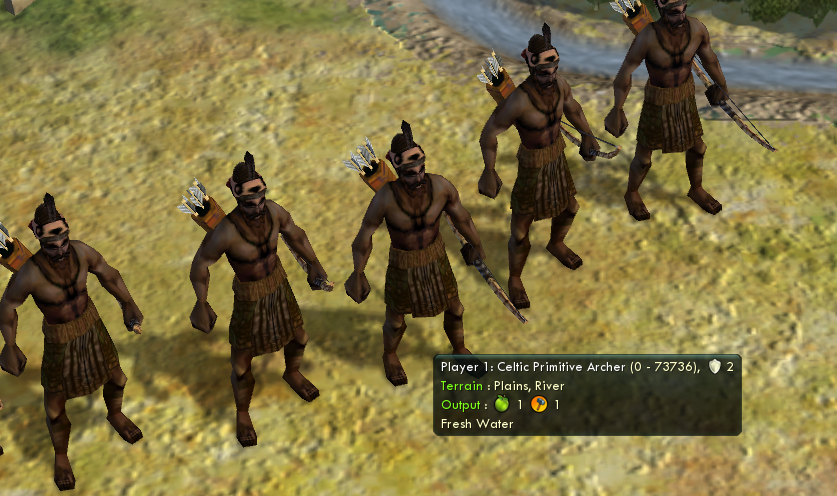 Player 1: Celtic Primitive Archer (0 - 73736), 2
Terrain : Plains, River
Output : 1 1
Fresh Water